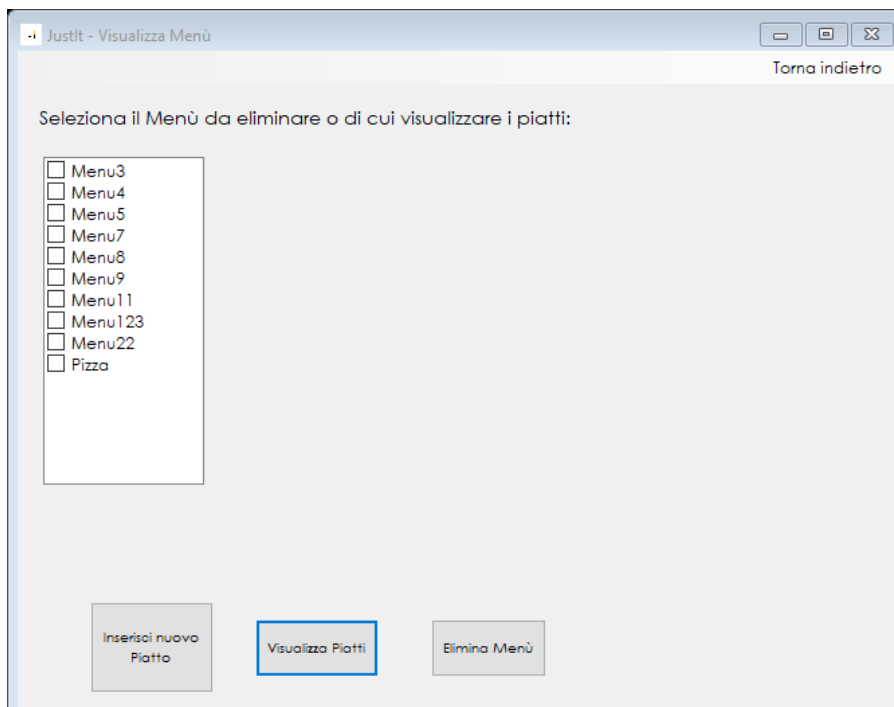 JustIt - Visualizza Menù
Torna indietro
Seleziona il Menù da eliminare o di cui visualizzare i piatti:
Menu3
Menu4
Menu5
Menu7
Menu8
Menu9
Menu11
Menu123
Menu22
Pizza
Inserisci nuovo
Piatto
Visualizza Piatti
Elimina Menù